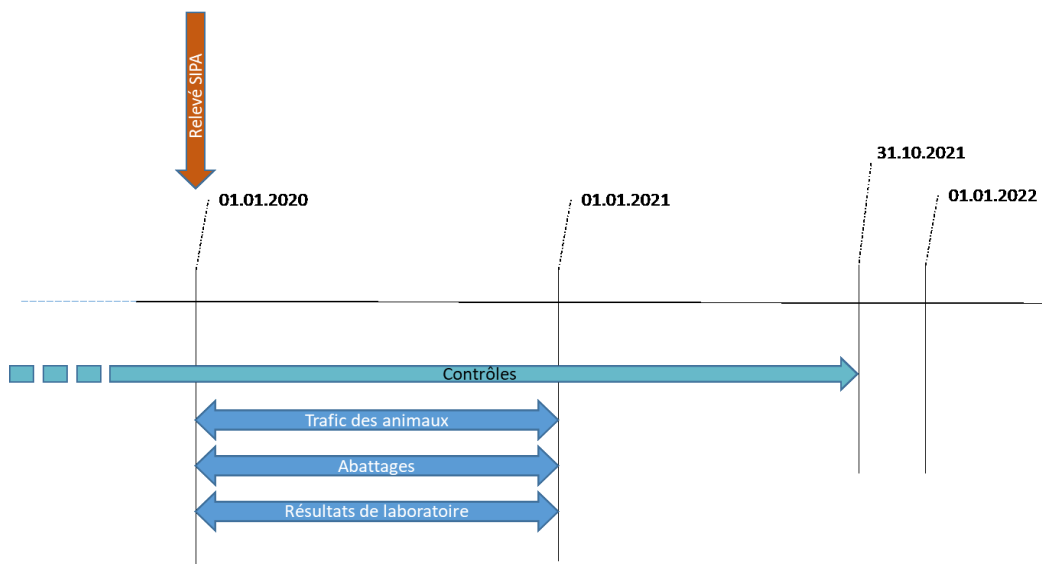 Relevé SIPA
31.10.2021
01.01.2020
01.01.2021
01.01.2022
Contrôles
Trafic des animaux
Abattages
Résultats de laboratoire